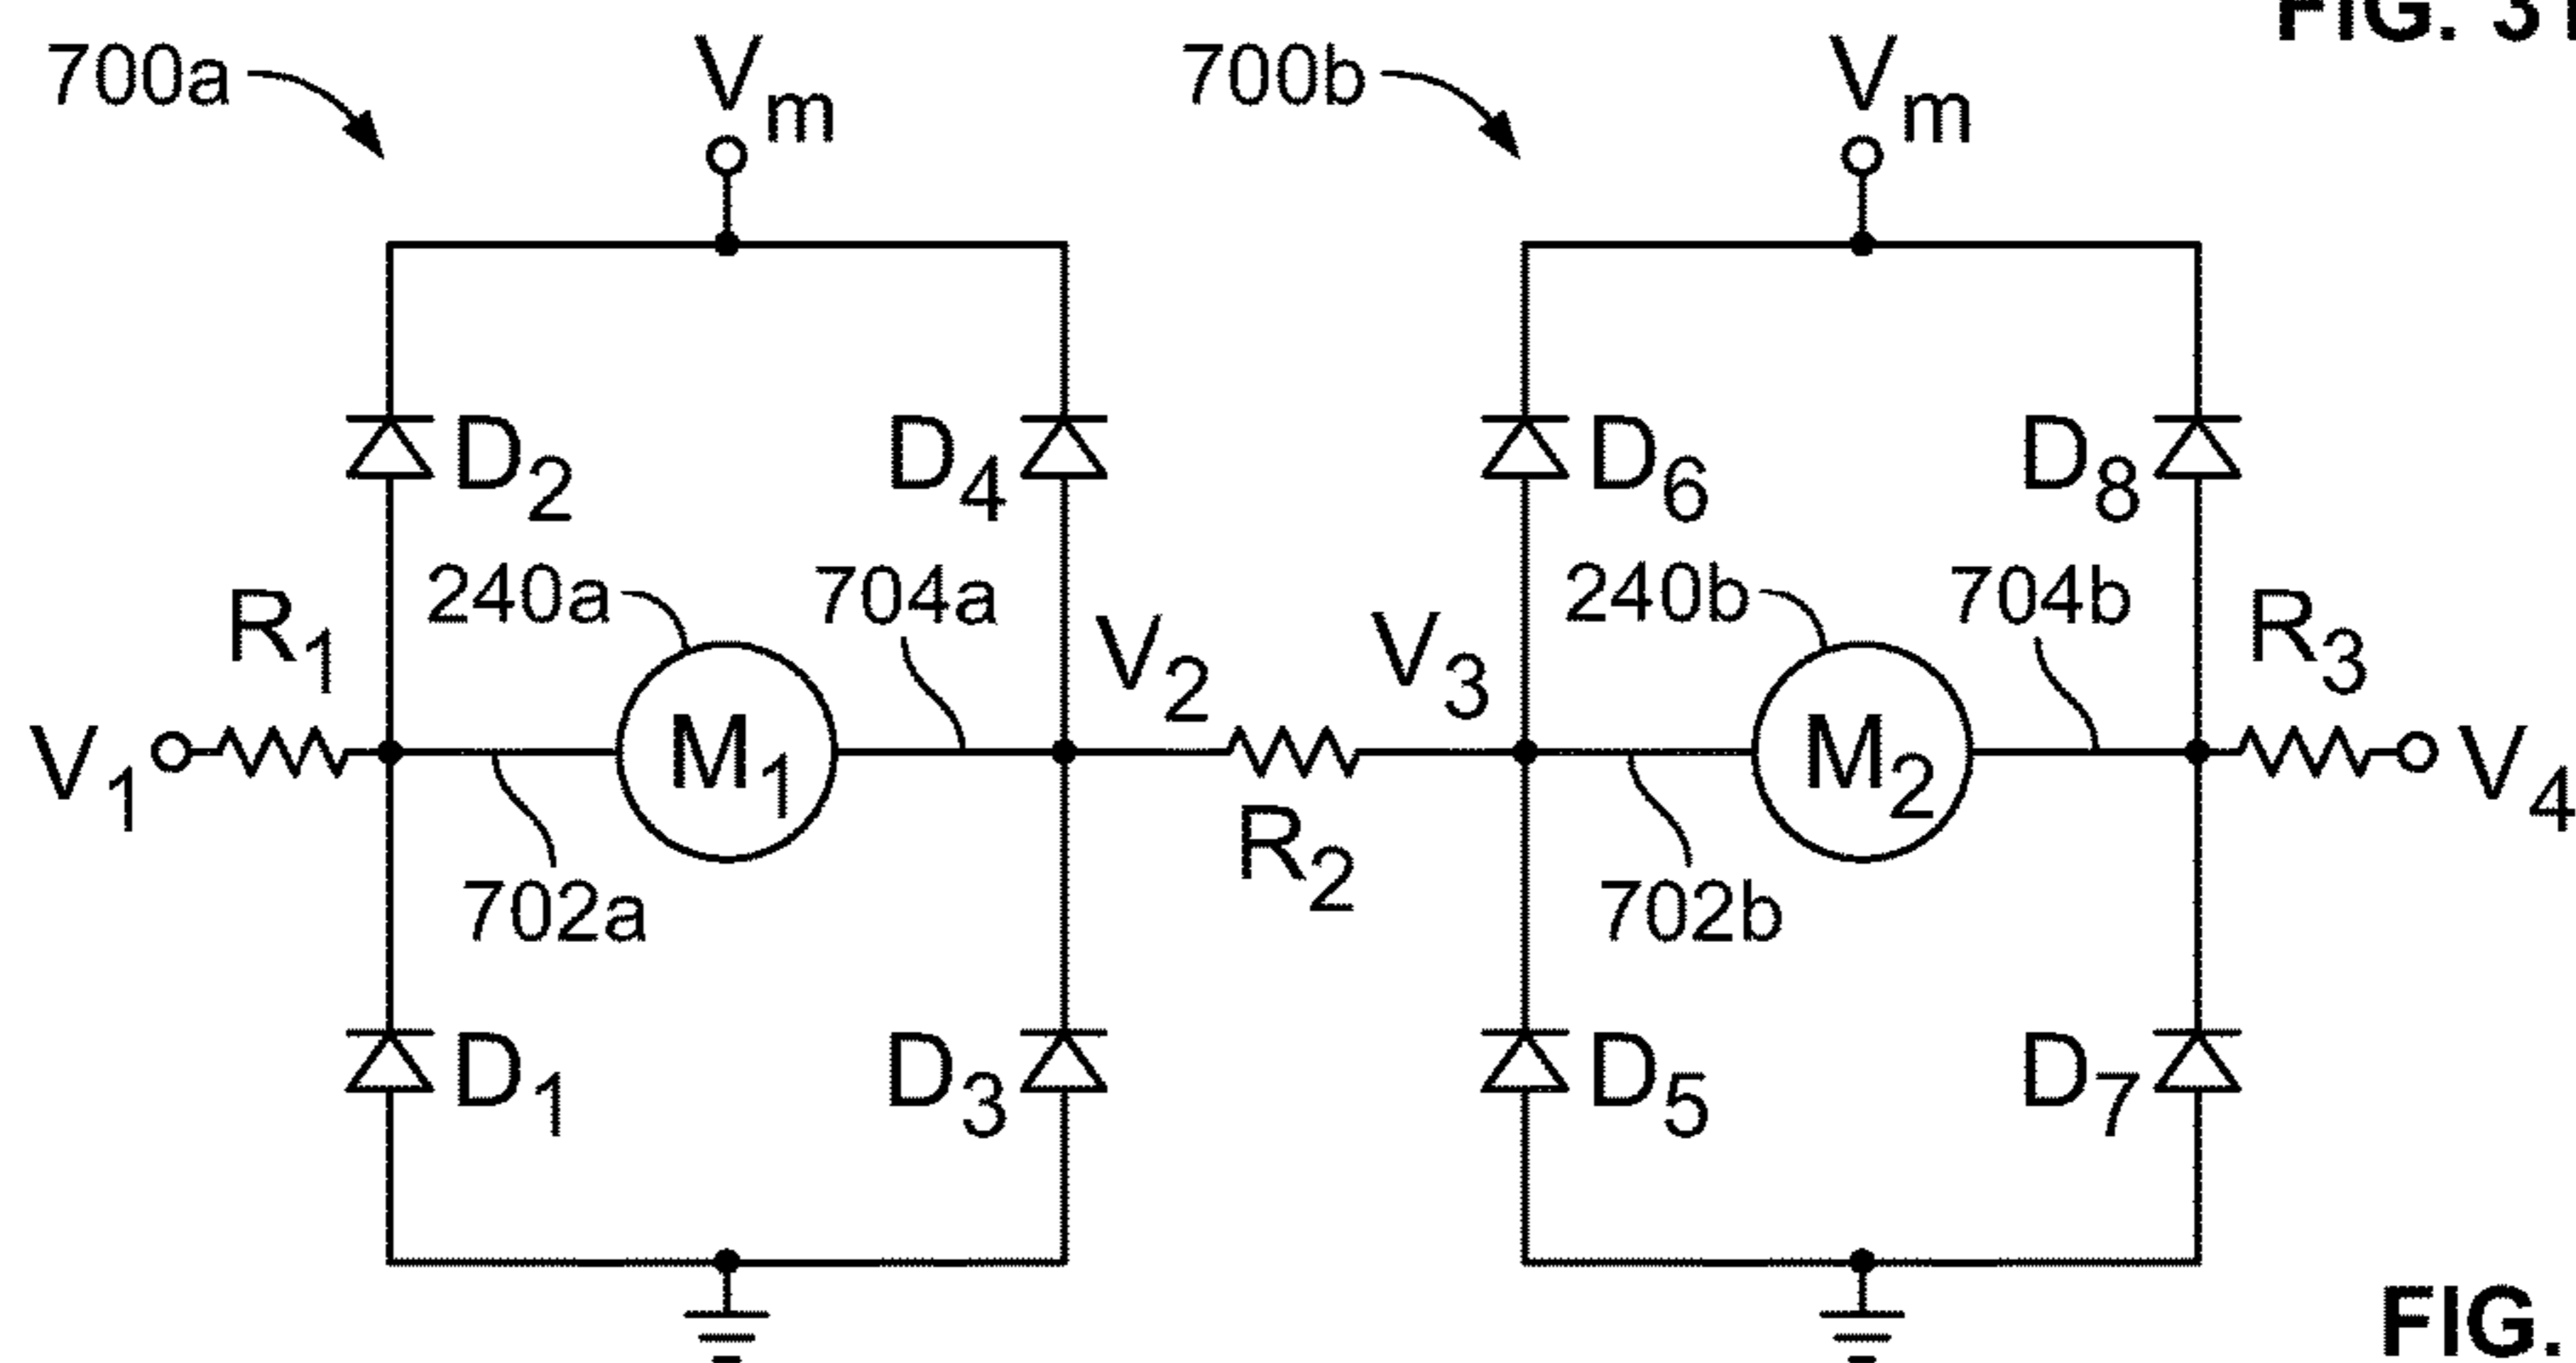 FIG. 3
700a
Vm
700b
Vm
D2
D4
D6
D8
R1
240a
704a
V2
V3
240b
704b
R3
V1
M1
M2
V4
R2
702a
702b
D1
D3
D5
D7
FIG.